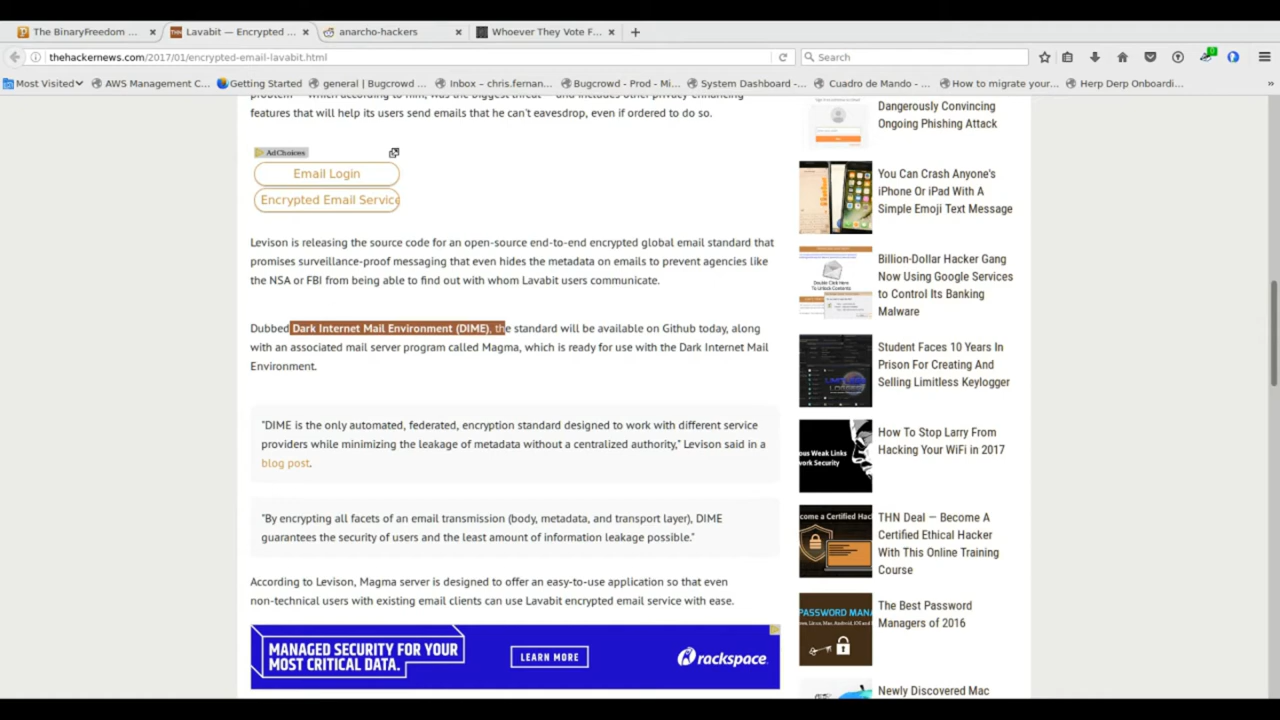 The BinaryFreedom ...
Lavabit — Encrypted ...
anarcho-hackers
Whoever They Vote F...
thehackernews.com/2017/01/encrypted-email-lavabit.html
Search
Most Visited
AWS Management C...
Getting Started
general | Bugcrowd ...
Inbox – chris.fernan...
Bugcrowd - Prod - Mi...
System Dashboard -...
Cuadro de Mando - ...
How to migrate your...
Herp Derp Onboardi...
features that will help its users send emails that he can't eavesdrop, even if ordered to do so.
AdChoices
Email Login
Encrypted Email Service
Levison is releasing the source code for an open-source end-to-end encrypted global email standard that
promises surveillance-proof messaging that even hides the metadata on emails to prevent agencies like
the NSA or FBI from being able to find out with whom Lavabit users communicate.
Dubbed Dark Internet Mail Environment (DIME), the standard will be available on Github today, along
with an associated mail server program called Magma, which is ready for use with the Dark Internet Mail
Environment.
"DIME is the only automated, federated, encryption standard designed to work with different service
providers while minimizing the leakage of metadata without a centralized authority," Levison said in a
blog post.
"By encrypting all facets of an email transmission (body, metadata, and transport layer), DIME
guarantees the security of users and the least amount of information leakage possible."
According to Levison, Magma server is designed to offer an easy-to-use application so that even
non-technical users with existing email clients can use Lavabit encrypted email service with ease.
MANAGED SECURITY FOR YOUR
MOST CRITICAL DATA.
LEARN MORE
rackspace.
Dangerously Convincing
Ongoing Phishing Attack
You Can Crash Anyone's
iPhone Or iPad With A
Simple Emoji Text Message
Billion-Dollar Hacker Gang
Now Using Google Services
to Control Its Banking
Malware
Student Faces 10 Years In
Prison For Creating And
Selling Limitless Keylogger
How To Stop Larry From
Hacking Your WiFi in 2017
THN Deal — Become A
Certified Ethical Hacker
With This Online Training
Course
The Best Password
Managers of 2016
Newly Discovered Mac